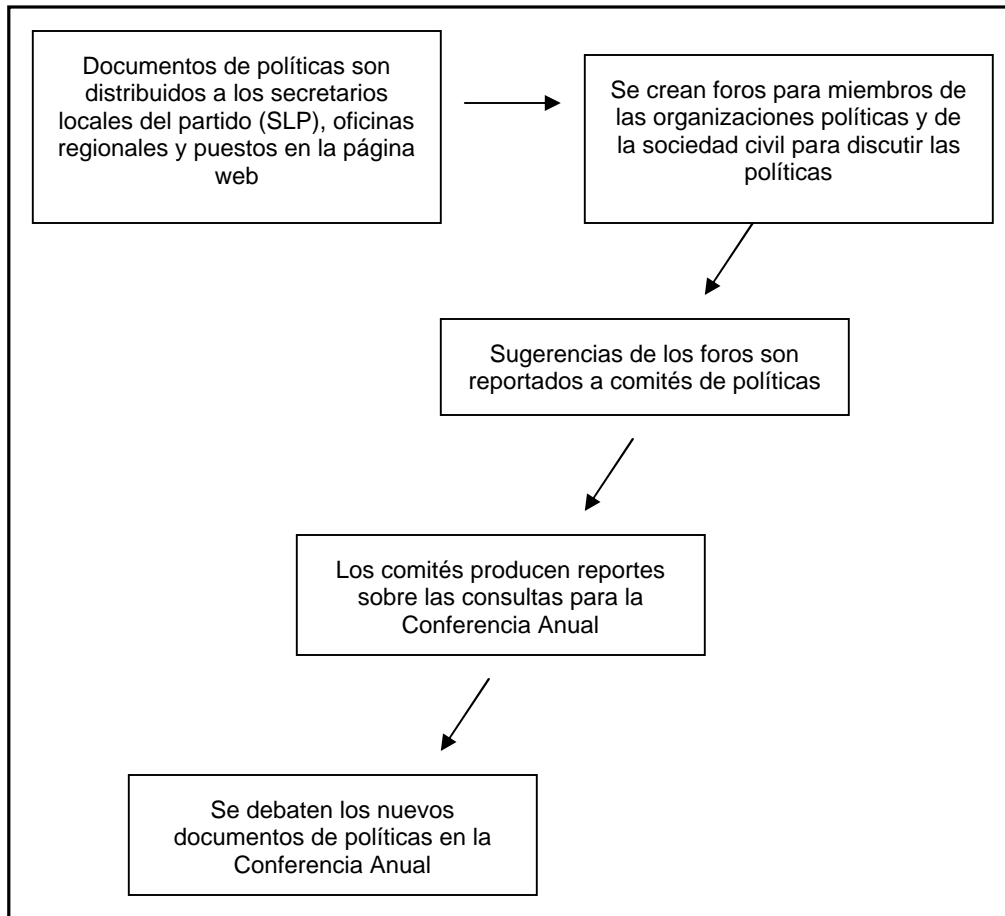 Documentos de políticas son
distribuidos a los secretarios
locales del partido (SLP), oficinas
regionales y puestos en la página
web
Se crean foros para miembros de
las organizaciones políticas y de
la sociedad civil para discutir las
políticas
Sugerencias de los foros son
reportados a comités de políticas
Los comités producen reportes
sobre las consultas para la
Conferencia Anual
Se debaten los nuevos
documentos de políticas en la
Conferencia Anual